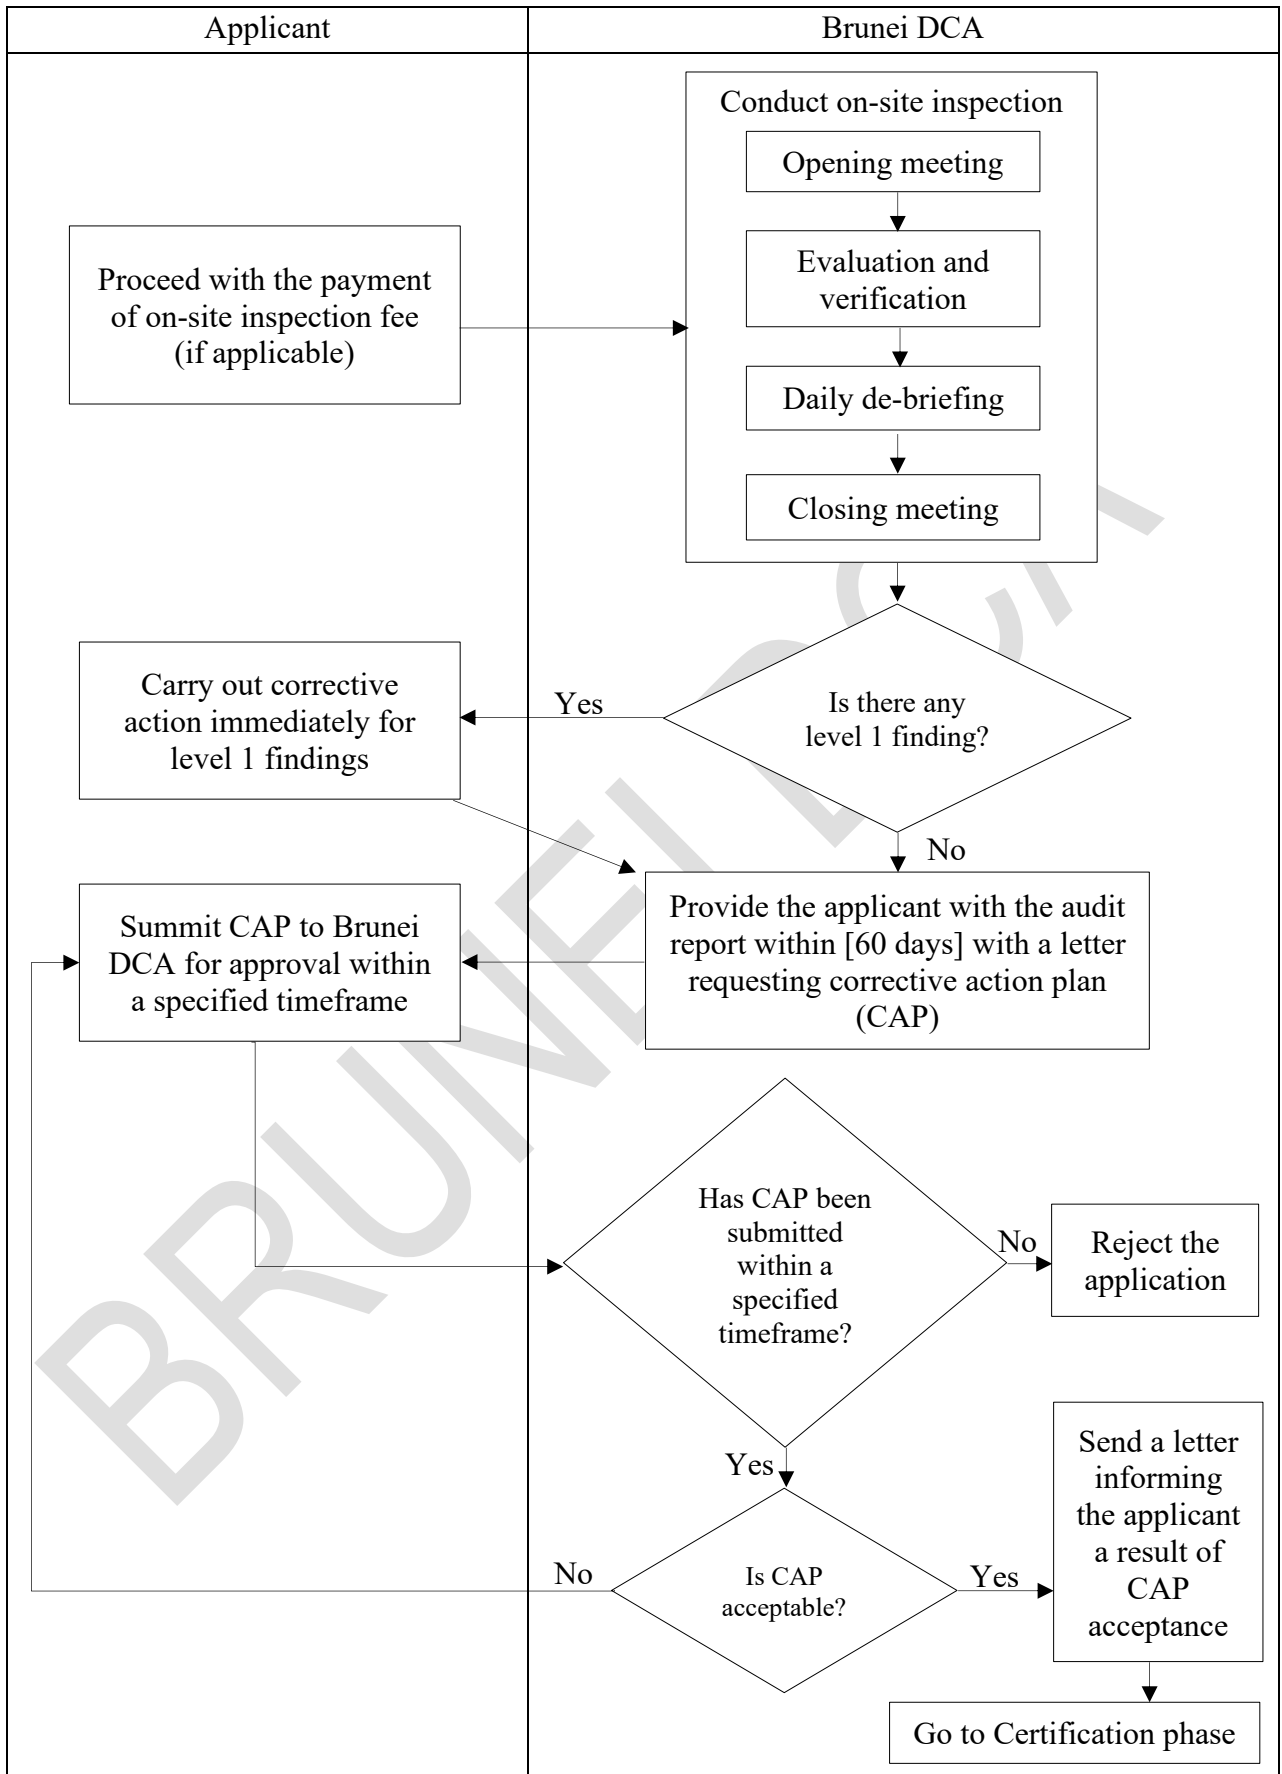 Applicant
Brunei DCA
Conduct on-site inspection
Opening meeting
Evaluation and
verification
Daily de-briefing
Closing meeting
Proceed with the payment
of on-site inspection fee
(if applicable)
Is there any
level 1 finding?
Yes
No
Carry out corrective
action immediately for
level 1 findings
Provide the applicant with the audit
report within [60 days] with a letter
requesting corrective action plan
(CAP)
Summit CAP to Brunei
DCA for approval within
a specified timeframe
Has CAP been
submitted
within a
specified
timeframe?
No
Reject the
application
Yes
Is CAP
acceptable?
No
Yes
Send a letter
informing
the applicant
a result of
CAP
acceptance
Go to Certification phase
BRUNEI DCA